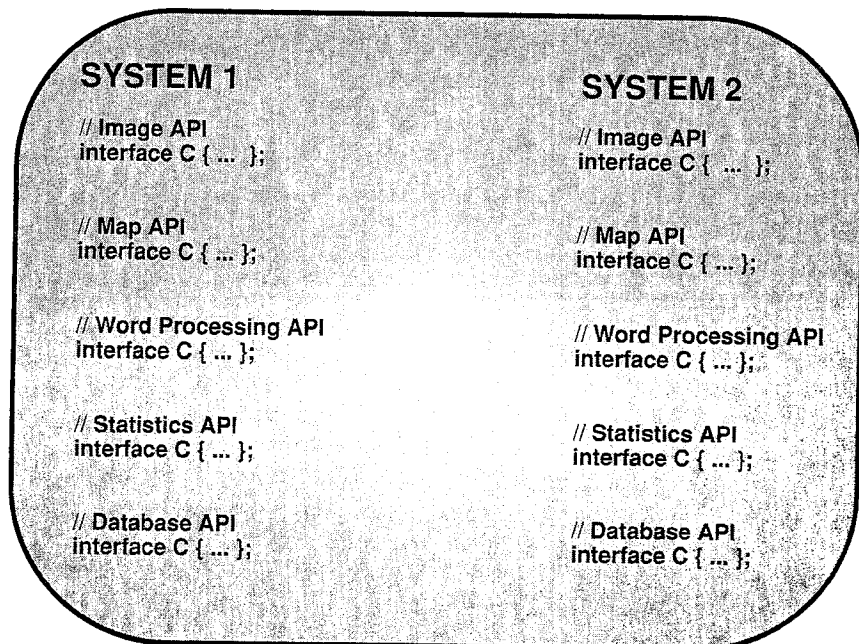 SYSTEM 1
// Image API
interface C { ... };
// Map API
interface C { ... };
// Word Processing API
interface C { ... };
// Statistics API
interface C { ... };
// Database API
interface C { ... };
SYSTEM 2
// Image API
interface C { ... };
// Map API
interface C { ... };
// Word Processing API
interface C { ... };
// Statistics API
interface C { ... };
// Database API
interface C { ... };